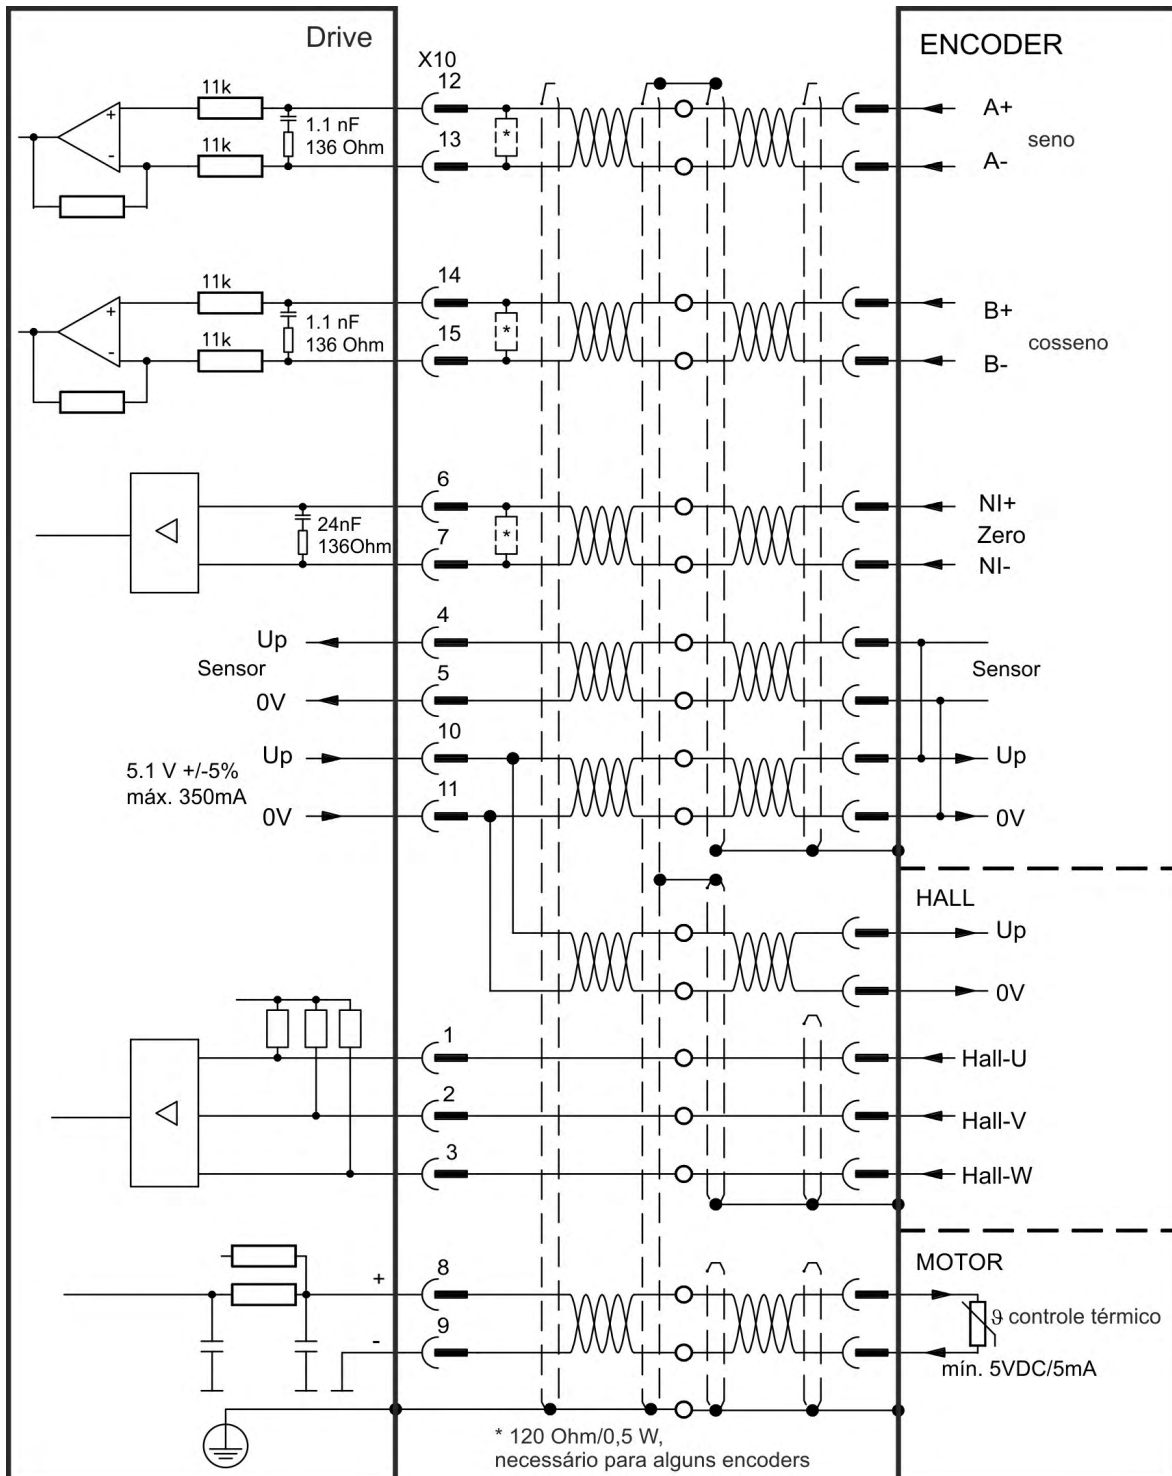 Drive
X10
ENCODER
11k
12
A+
+
1.1 nF
136 Ohm
*
seno
13
-
11k
A-
11k
14
B+
+
1.1 nF
136 Ohm
*
cosseno
15
-
11k
B-
6
NI+
24nF
136Ohm
*
Zero
7
NI-
Up
4
Sensor
Sensor
0V
5
Up
10
Up
5.1 V +/-5%
máx. 350mA
0V
11
0V
HALL
Up
0V
1
Hall-U
2
Hall-V
3
Hall-W
MOTOR
+
8
ϑ controle térmico
-
9
mín. 5VDC/5mA
* 120 Ohm/0,5 W,
necessário para alguns encoders